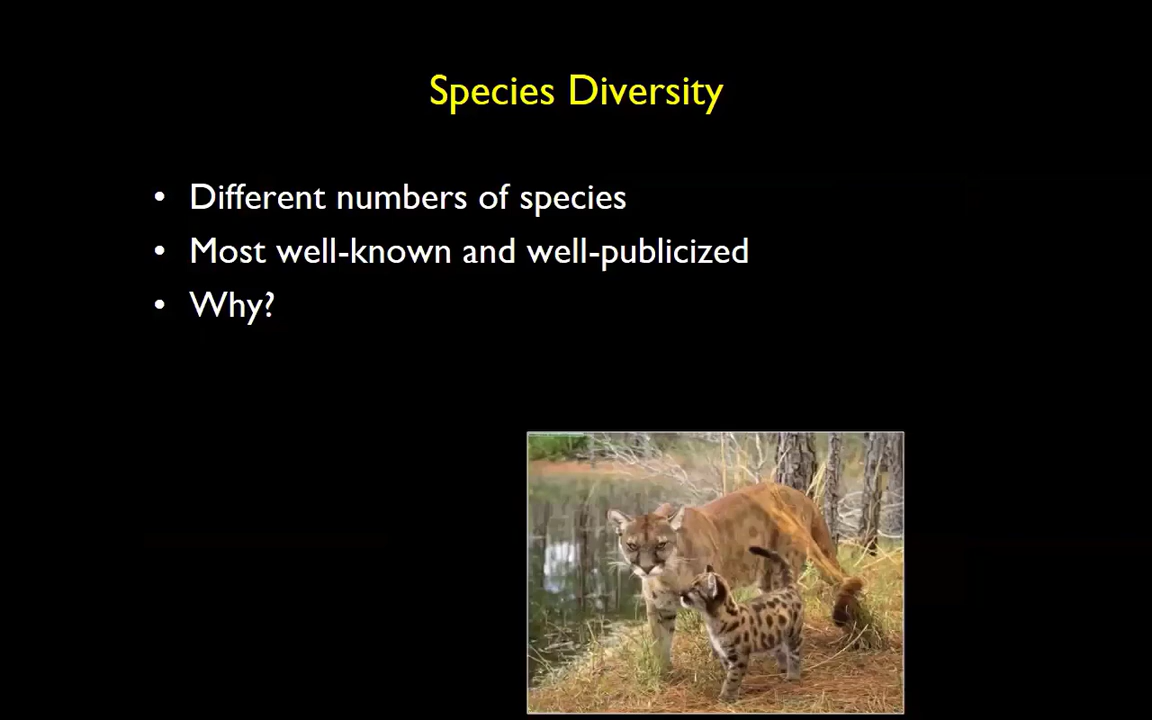 Species Diversity
• Different numbers of species
• Most well-known and well-publicized
• Why?